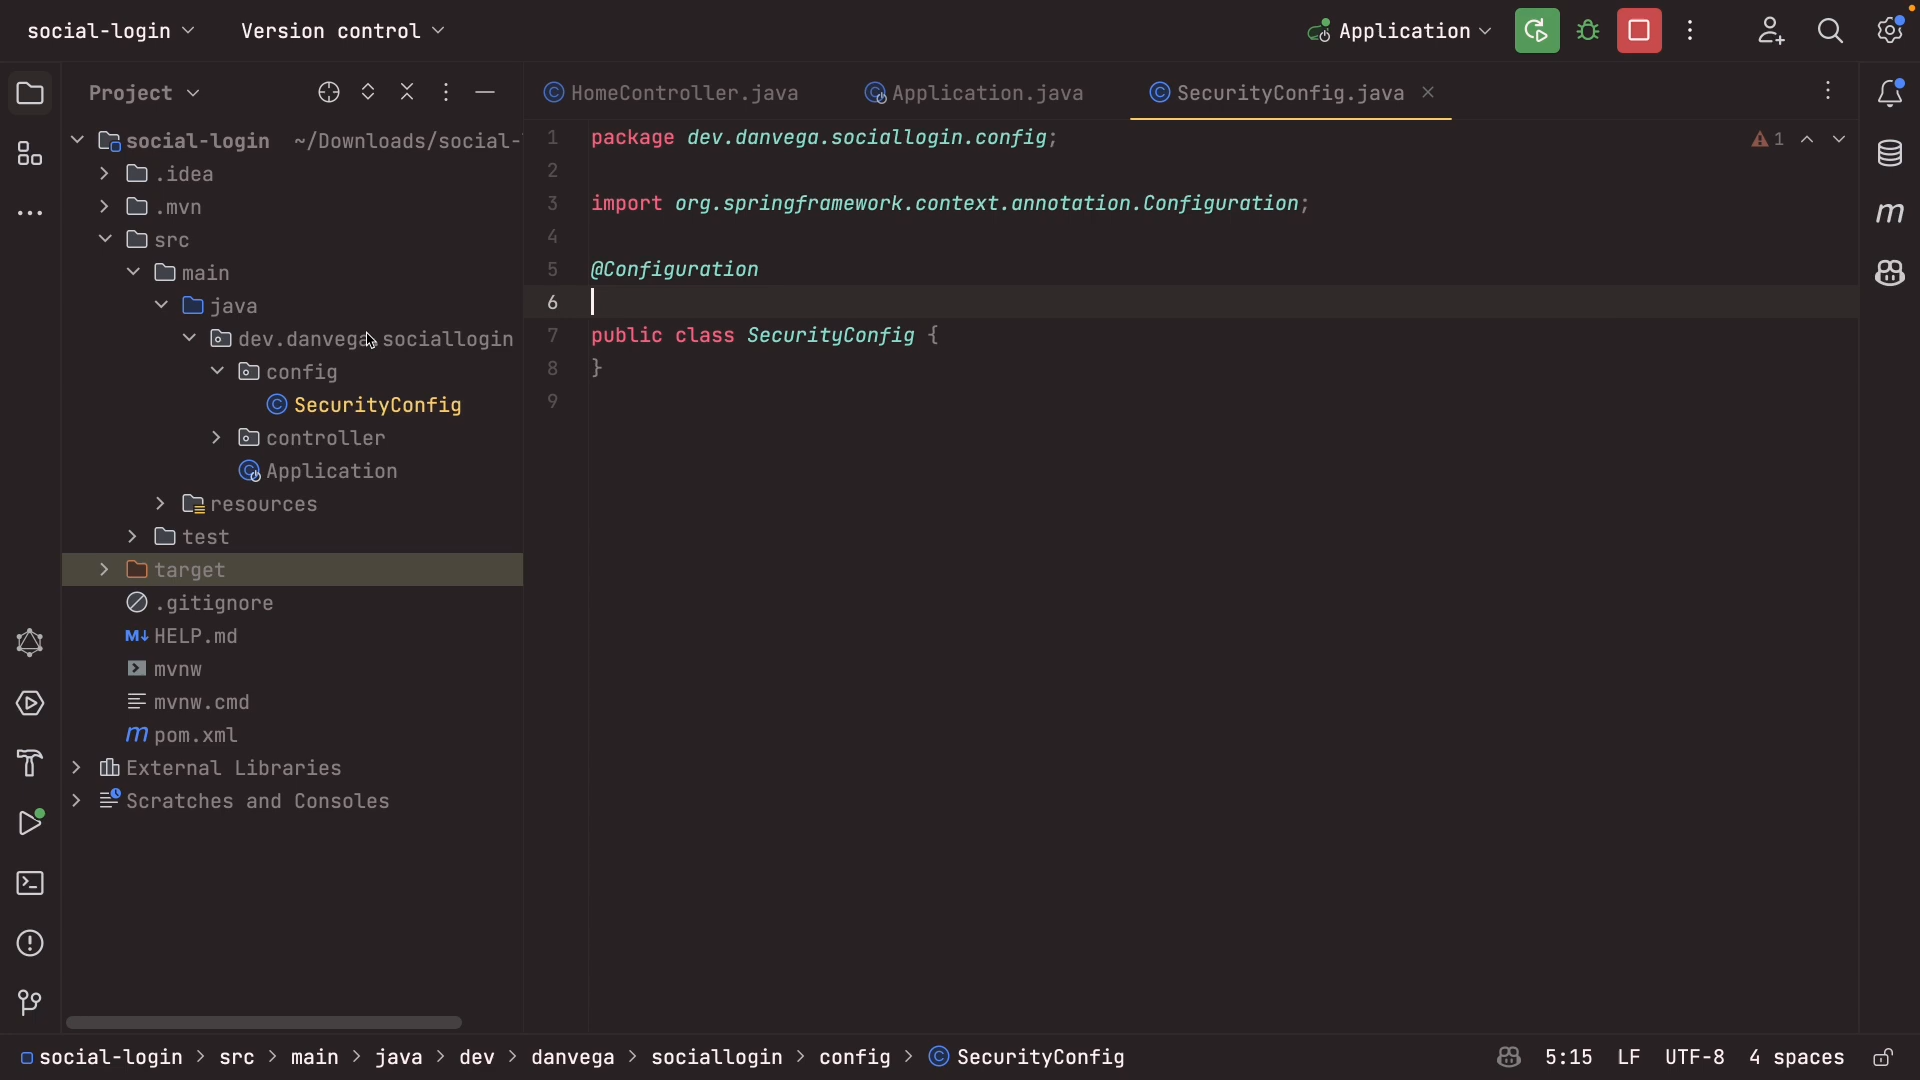 social-login
Version control
Application
Project
HomeController.java
Application.java
SecurityConfig.java
social-login ~/Downloads/social-
.idea
.mvn
src
main
java
dev.danvega.sociallogin
config
SecurityConfig
controller
Application
resources
test
target
.gitignore
M↓ HELP.md
mvnw
mvnw.cmd
m pom.xml
External Libraries
Scratches and Consoles
1 package dev.danvega.sociallogin.config;
2
3 import org.springframework.context.annotation.Configuration;
4
5 @Configuration
6
7 public class SecurityConfig {
8 }
9
1
m
social-login > src > main > java > dev > danvega > sociallogin > config > SecurityConfig
5:15 LF UTF-8 4 spaces